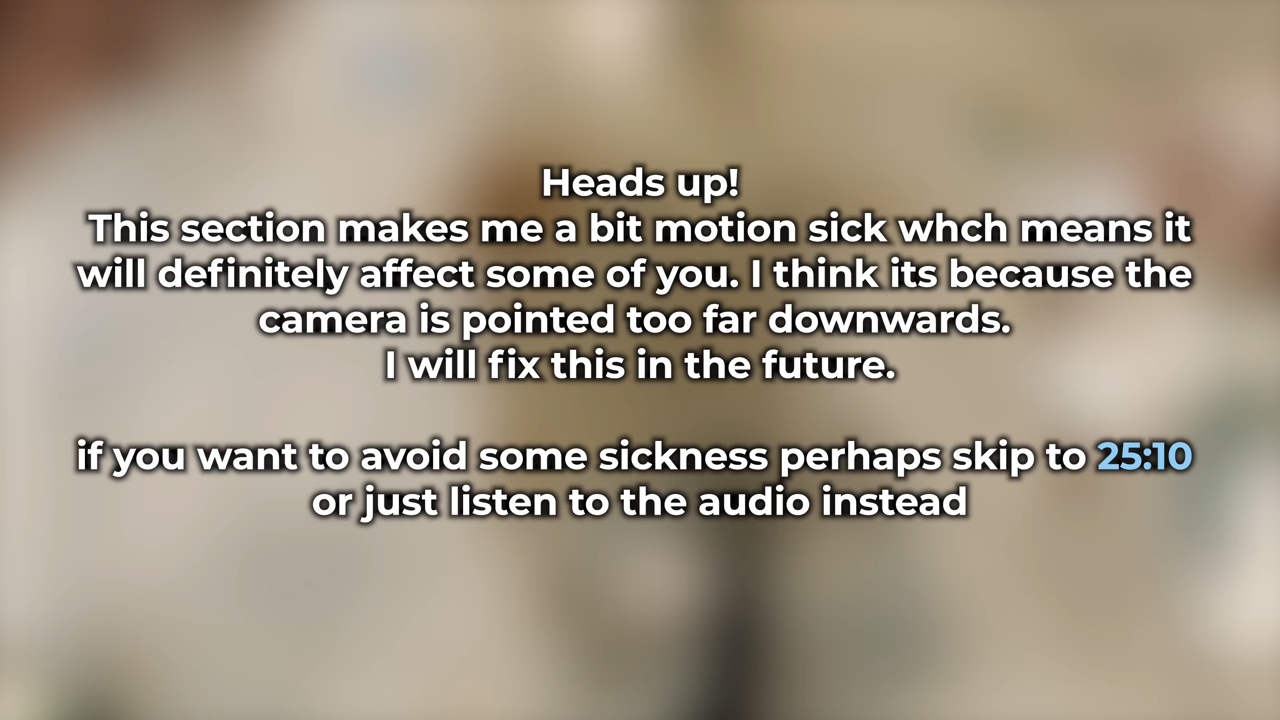 Heads up!
This section makes me a bit motion sick whch means it
will definitely affect some of you. I think its because the
camera is pointed too far downwards.
I will fix this in the future.
if you want to avoid some sickness perhaps skip to 25:10
or just listen to the audio instead